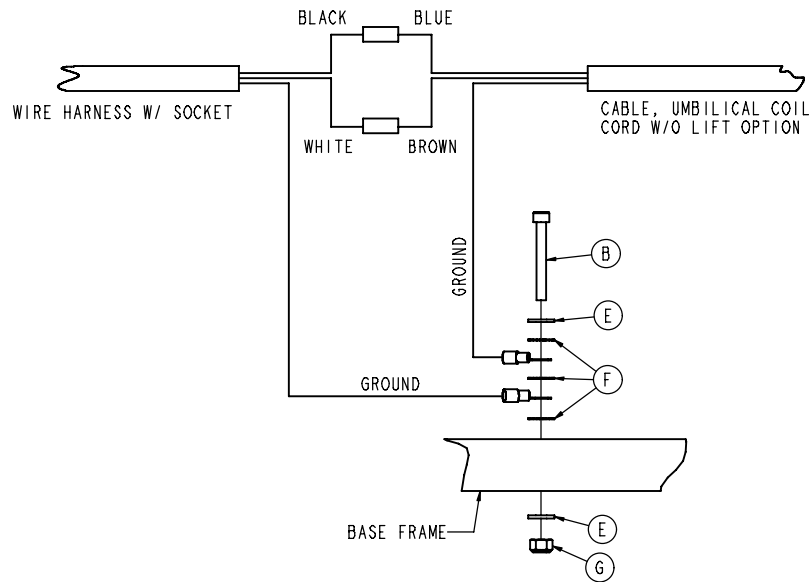 BLACK
BLUE
WIRE HARNESS W/ SOCKET
CABLE, UMBILICAL COIL
CORD W/O LIFT OPTION
WHITE
BROWN
GROUND
B
E
F
GROUND
BASE FRAME
E
G